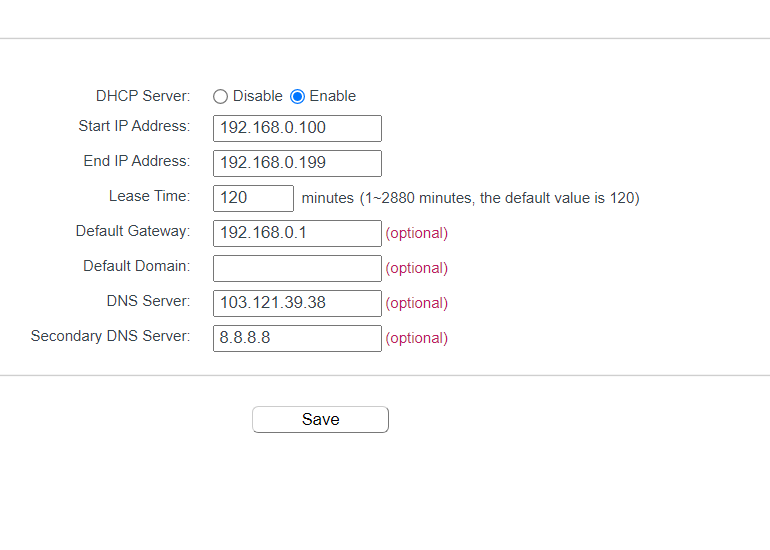 DHCP Server: Disable Enable
Start IP Address: 192.168.0.100
End IP Address: 192.168.0.199
Lease Time: 120 minutes (1~2880 minutes, the default value is 120)
Default Gateway: 192.168.0.1 (optional)
Default Domain: (optional)
DNS Server: 103.121.39.38 (optional)
Secondary DNS Server: 8.8.8.8 (optional)
Save